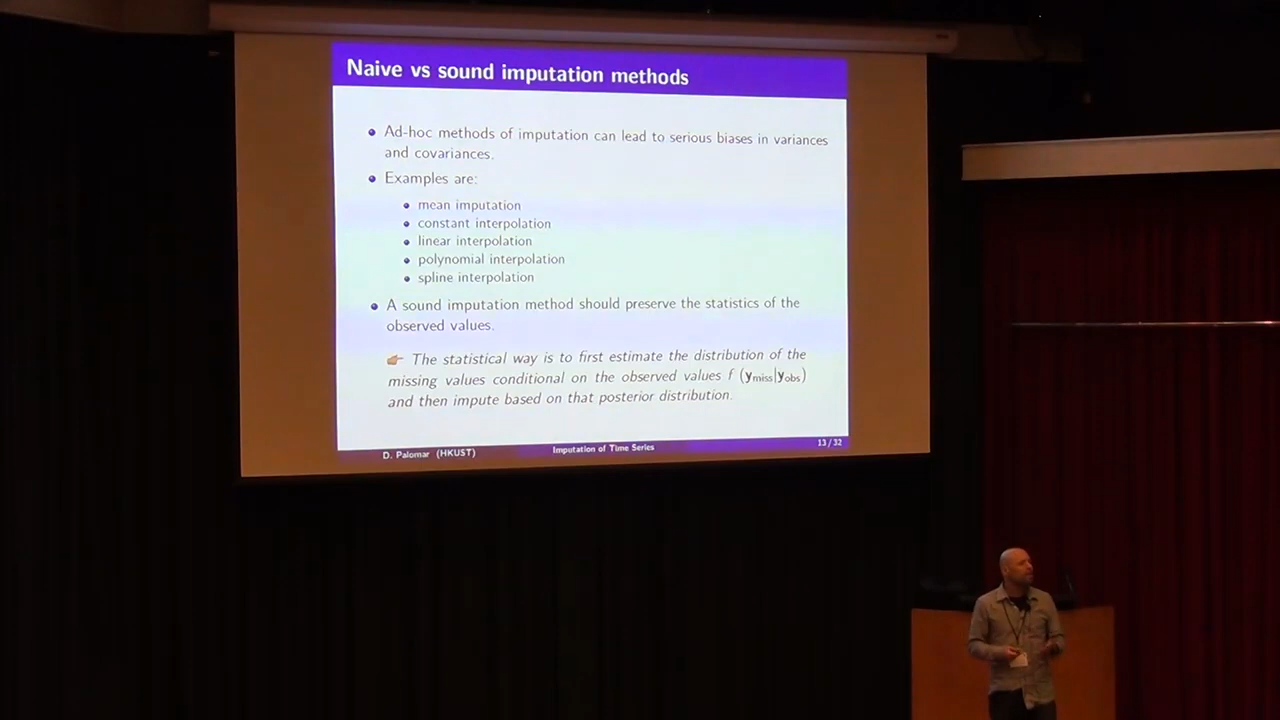 Naive vs sound imputation methods
Ad-hoc methods of imputation can lead to serious biases in variances
and covariances.
Examples are:
mean imputation
constant interpolation
linear interpolation
polynomial interpolation
spline interpolation
A sound imputation method should preserve the statistics of the
observed values.
The statistical way is to first estimate the distribution of the
missing values conditional on the observed values f (ymiss|yobs)
and then impute based on that posterior distribution.
D. Palomar (HKUST) Imputation of Time Series 13 / 32